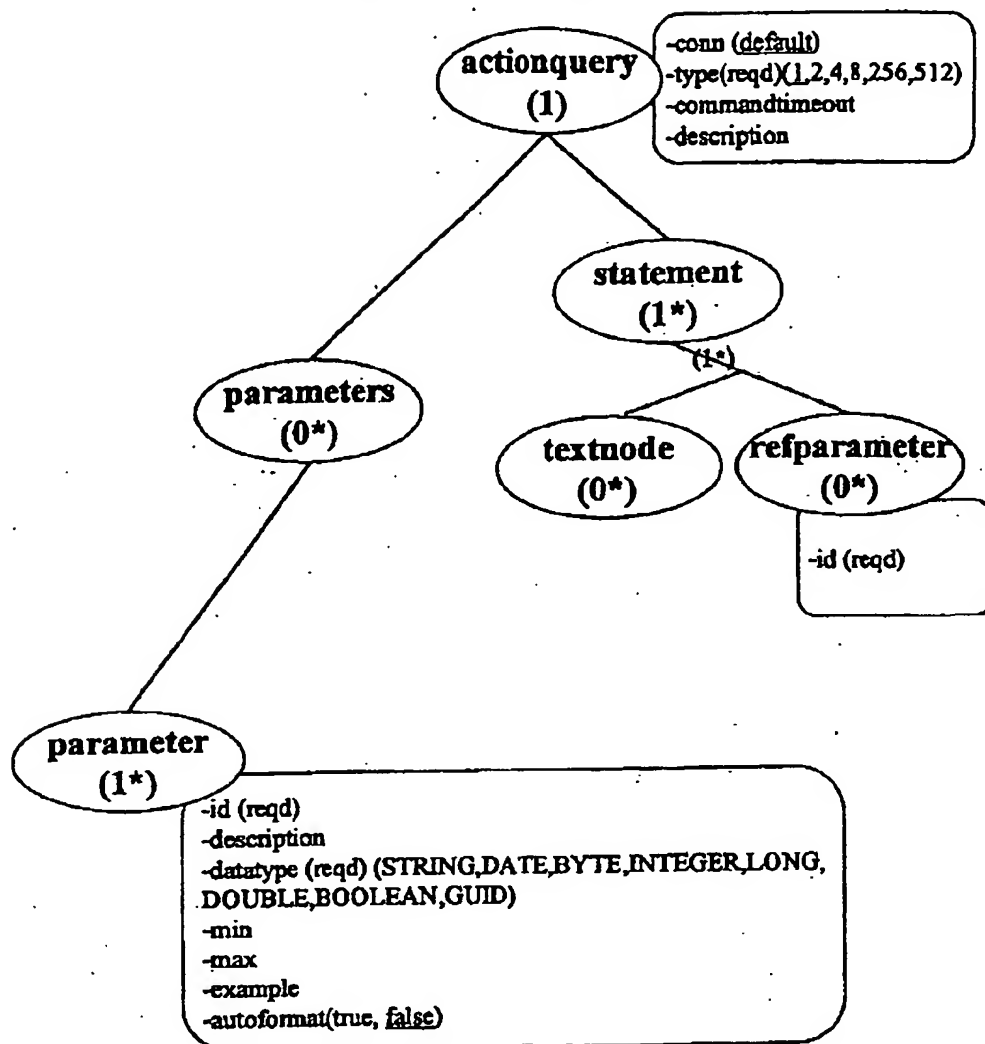 actionquery
(1)
-conn (default)
-type(reqd)(1,2,4,8,256,512)
-commandtimeout
-description
statement
(1*)
(1*)
parameters
(0*)
textnode
(0*)
refparameter
(0*)
-id (reqd)
parameter
(1*)
-id (reqd)
-description
-datatype (reqd) (STRING,DATE,BYTE,INTEGER,LONG,
DOUBLE,BOOLEAN,GUID)
-min
-max
-example
-autoformat(true, false)